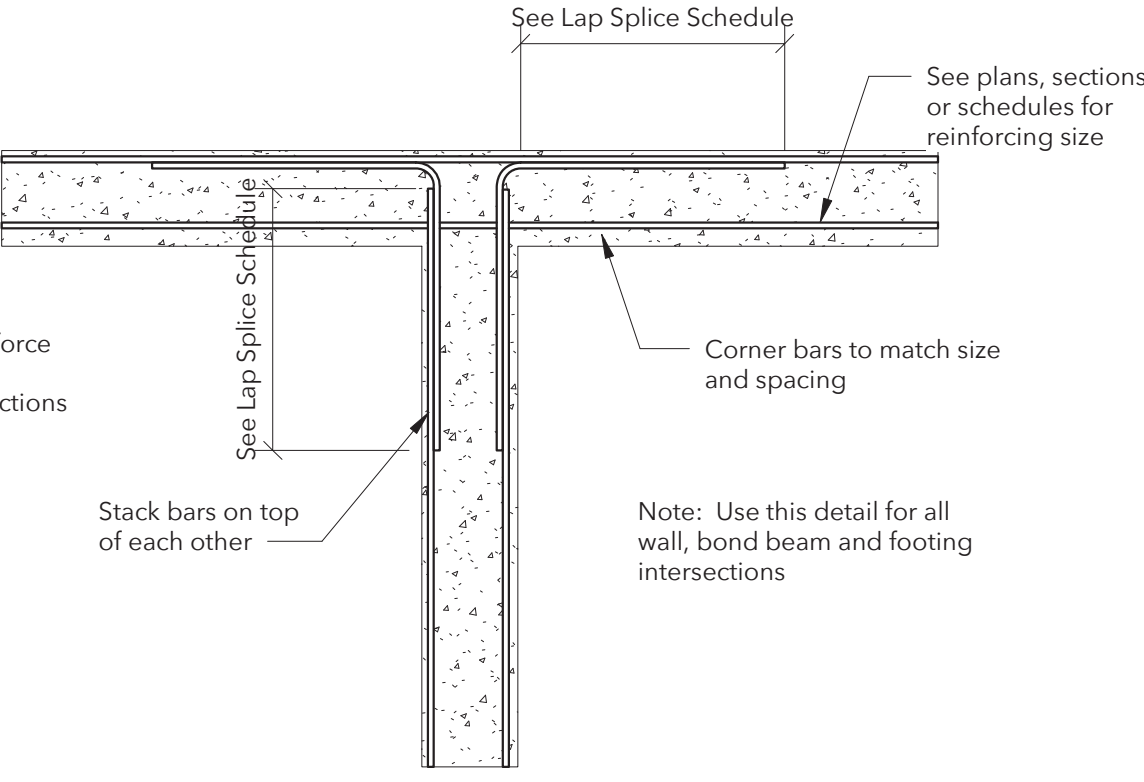 See Lap Splice Schedule
See plans, sections
or schedules for
reinforcing size
See Lap Splice Schedule
Corner bars to match size
and spacing
Stack bars on top
of each other
Note: Use this detail for all
wall, bond beam and footing
intersections